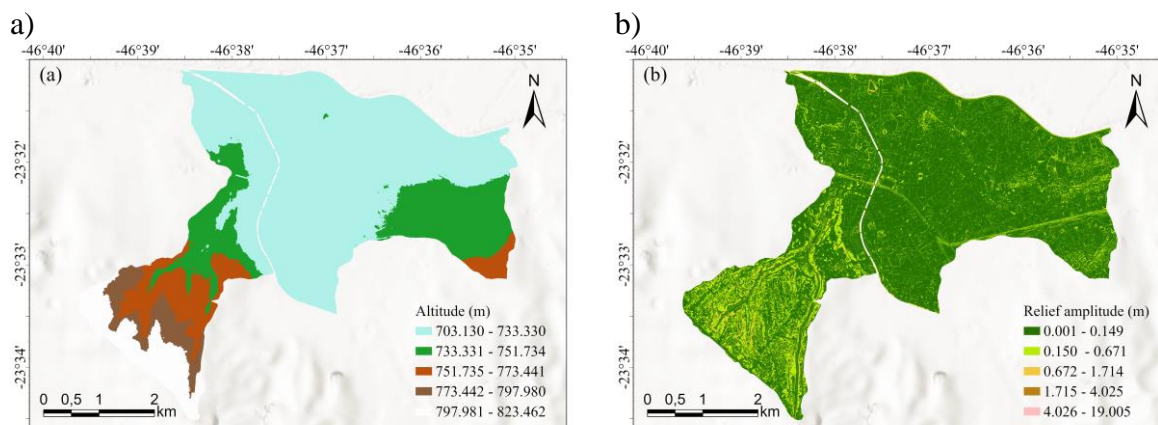 a)
b)
-46°40' -46°39' -46°38' -46°37' -46°36' -46°35'
(a)
N
-23°32'
-23°33'
-23°34'
Altitude (m)
703.130 - 733.330
733.331 - 751.734
751.735 - 773.441
773.442 - 797.980
797.981 - 823.462
0 0,5 1 2
km
-46°40' -46°39' -46°38' -46°37' -46°36' -46°35'
(b)
N
-23°32'
-23°33'
-23°34'
Relief amplitude (m)
0.001 - 0.149
0.150 - 0.671
0.672 - 1.714
1.715 - 4.025
4.026 - 19.005
0 0,5 1 2
km